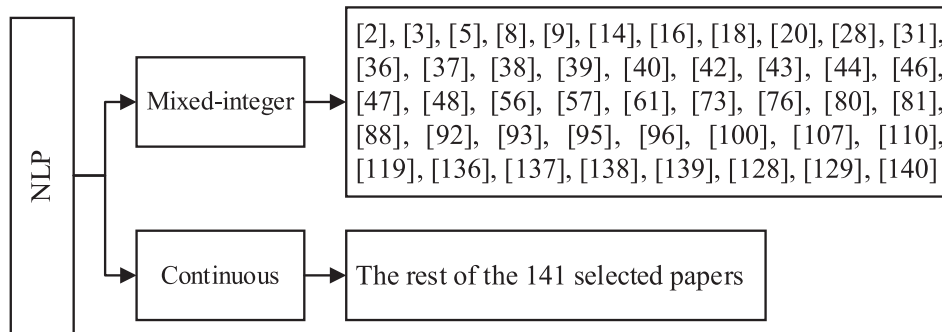 NLP
Mixed-integer
[2], [3], [5], [8], [9], [14], [16], [18], [20], [28], [31],
[36], [37], [38], [39], [40], [42], [43], [44], [46],
[47], [48], [56], [57], [61], [73], [76], [80], [81],
[88], [92], [93], [95], [96], [100], [107], [110],
[119], [136], [137], [138], [139], [128], [129], [140]
Continuous
The rest of the 141 selected papers